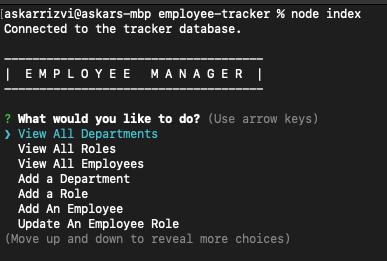 askarrizvi@askars-mbp employee-tracker % node index
Connected to the tracker database.
| E M P L O Y E E   M A N A G E R |
? What would you like to do? (Use arrow keys)
❯ View All Departments
View All Roles
View All Employees
Add a Department
Add a Role
Add An Employee
Update An Employee Role
(Move up and down to reveal more choices)